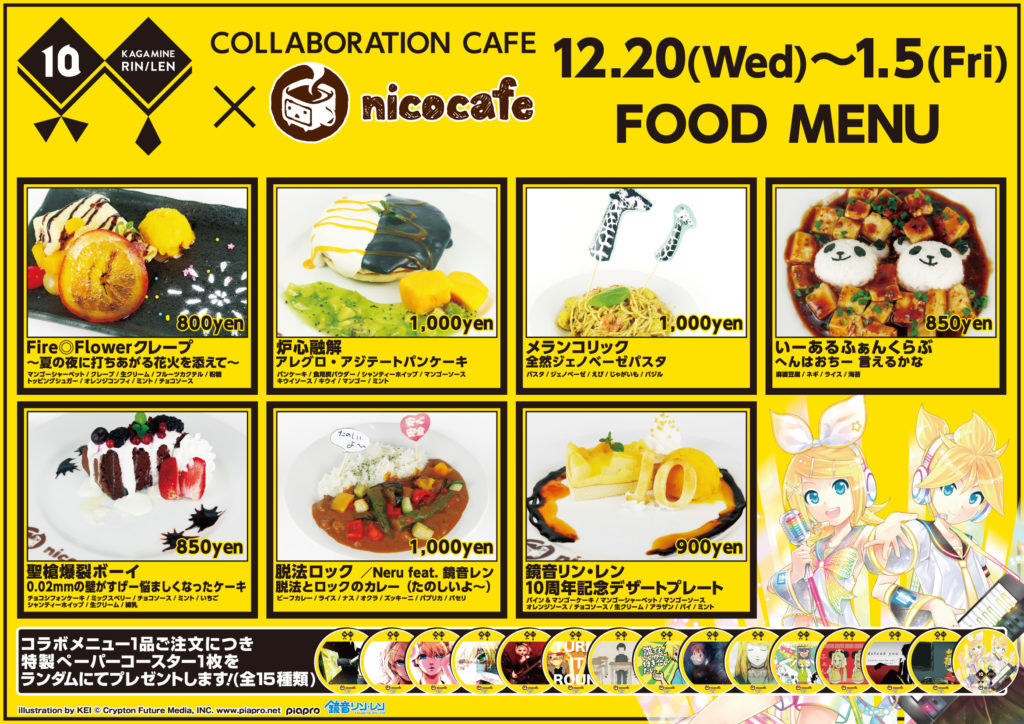 10
KAGAMINE
RIN/LEN
COLLABORATION CAFE
×
nicocafe
12.20(Wed)～1.5(Fri)
FOOD MENU
800yen
Fire◎Flowerクレープ
～夏の夜に打ちあがる花火を添えて～
マンゴーシャーベット / クレープ / 生クリーム / フルーツカクテル / 粉糖
トッピングシュガー / オレンジコンフィ / ミント / チョコソース
1,000yen
炉心融解
アレグロ・アジテートパンケーキ
パンケーキ / 食用炭パウダー / シャンティーホイップ / マンゴーソース
キウイソース / キウイ / マンゴー / ミント
1,000yen
メランコリック
全然ジェノベーゼパスタ
パスタ / ジェノベーゼ / えび / じゃがいも / バジル
850yen
いーあるふぁんくらぶ
へんはおちー 言えるかな
麻婆豆腐 / ネギ / ライス / 海苔
nico
850yen
聖槍爆裂ボーイ
0.02mmの壁がすげー悩ましくなったケーキ
チョコシフォンケーキ / ミックスベリー / チョコソース / ミント / いちご
シャンティーホイップ / 生クリーム / 練乳
たのしい
よ～
安心
安全
1,000yen
脱法ロック ／Neru feat. 鏡音レン
脱法とロックのカレー（たのしいよ～）
ビーフカレー / ライス / ナス / オクラ / ズッキーニ / パプリカ / パセリ
10
900yen
鏡音リン・レン
10周年記念デザートプレート
パイン＆マンゴーケーキ / マンゴーシャーベット / マンゴーソース
オレンジソース / チョコソース / 生クリーム / アラザン / パイ / ミント
コラボメニュー1品ご注文につき
特製ペーパーコースター1枚を
ランダムにてプレゼントします!(全15種類)
illustration by KEI © Crypton Future Media, INC. www.piapro.net piapro 鏡音リン・レン